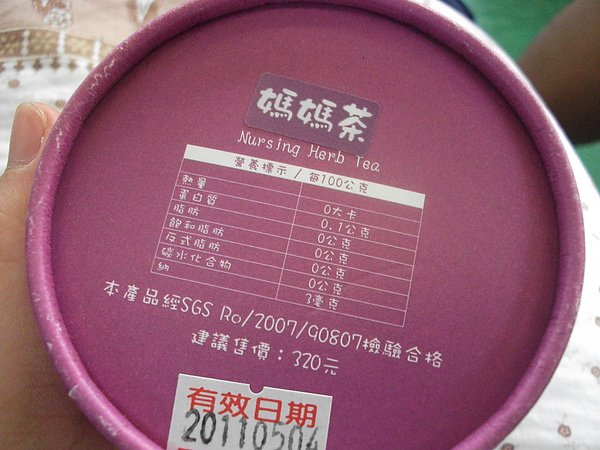 媽媽茶
Nursing Herb Tea
營養標示 / 每100公克
熱量 0大卡
蛋白質 0.1公克
脂肪 0公克
飽和脂肪 0公克
反式脂肪 0公克
碳水化合物 0公克
鈉 3毫克
本產品經SGS Ro/2007/90807檢驗合格
建議售價：320元
有效日期
20110504